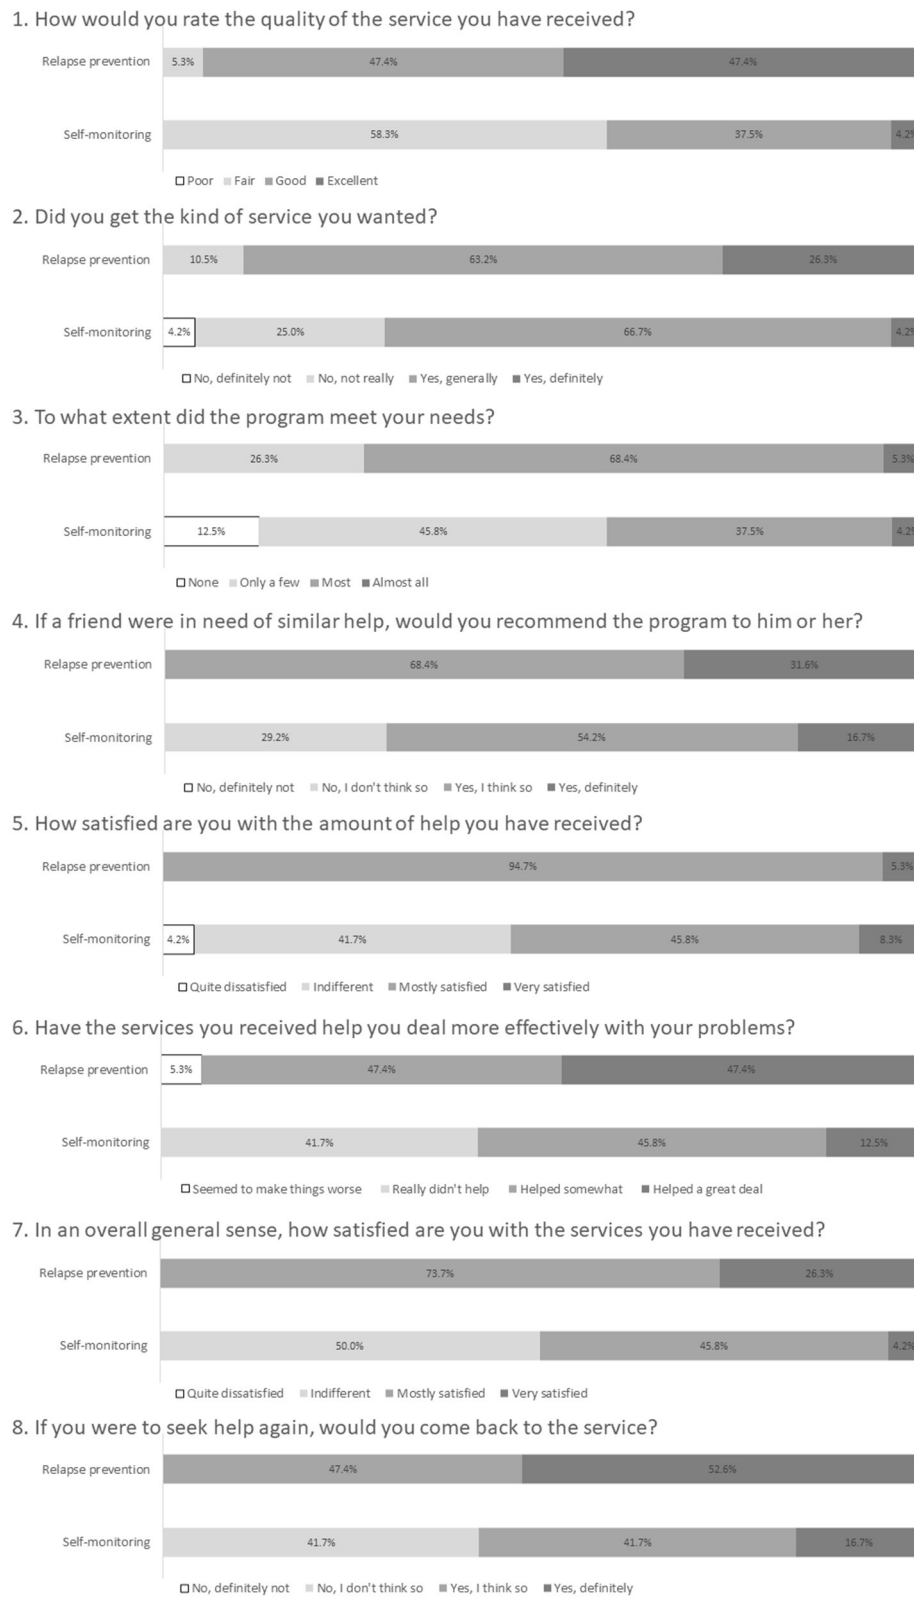 1. How would you rate the quality of the service you have received?
Relapse prevention 5.3% 47.4% 47.4%
Self-monitoring 58.3% 37.5% 4.2%
Poor Fair Good Excellent
2. Did you get the kind of service you wanted?
Relapse prevention 10.5% 63.2% 26.3%
Self-monitoring 4.2% 25.0% 66.7% 4.2%
No, definitely not No, not really Yes, generally Yes, definitely
3. To what extent did the program meet your needs?
Relapse prevention 26.3% 68.4% 5.3%
Self-monitoring 12.5% 45.8% 37.5% 4.2%
None Only a few Most Almost all
4. If a friend were in need of similar help, would you recommend the program to him or her?
Relapse prevention 68.4% 31.6%
Self-monitoring 29.2% 54.2% 16.7%
No, definitely not No, I don't think so Yes, I think so Yes, definitely
5. How satisfied are you with the amount of help you have received?
Relapse prevention 94.7% 5.3%
Self-monitoring 4.2% 41.7% 45.8% 8.3%
Quite dissatisfied Indifferent Mostly satisfied Very satisfied
6. Have the services you received help you deal more effectively with your problems?
Relapse prevention 5.3% 47.4% 47.4%
Self-monitoring 41.7% 45.8% 12.5%
Seemed to make things worse Really didn't help Helped somewhat Helped a great deal
7. In an overall general sense, how satisfied are you with the services you have received?
Relapse prevention 73.7% 26.3%
Self-monitoring 50.0% 45.8% 4.2%
Quite dissatisfied Indifferent Mostly satisfied Very satisfied
8. If you were to seek help again, would you come back to the service?
Relapse prevention 47.4% 52.6%
Self-monitoring 41.7% 41.7% 16.7%
No, definitely not No, I don't think so Yes, I think so Yes, definitely